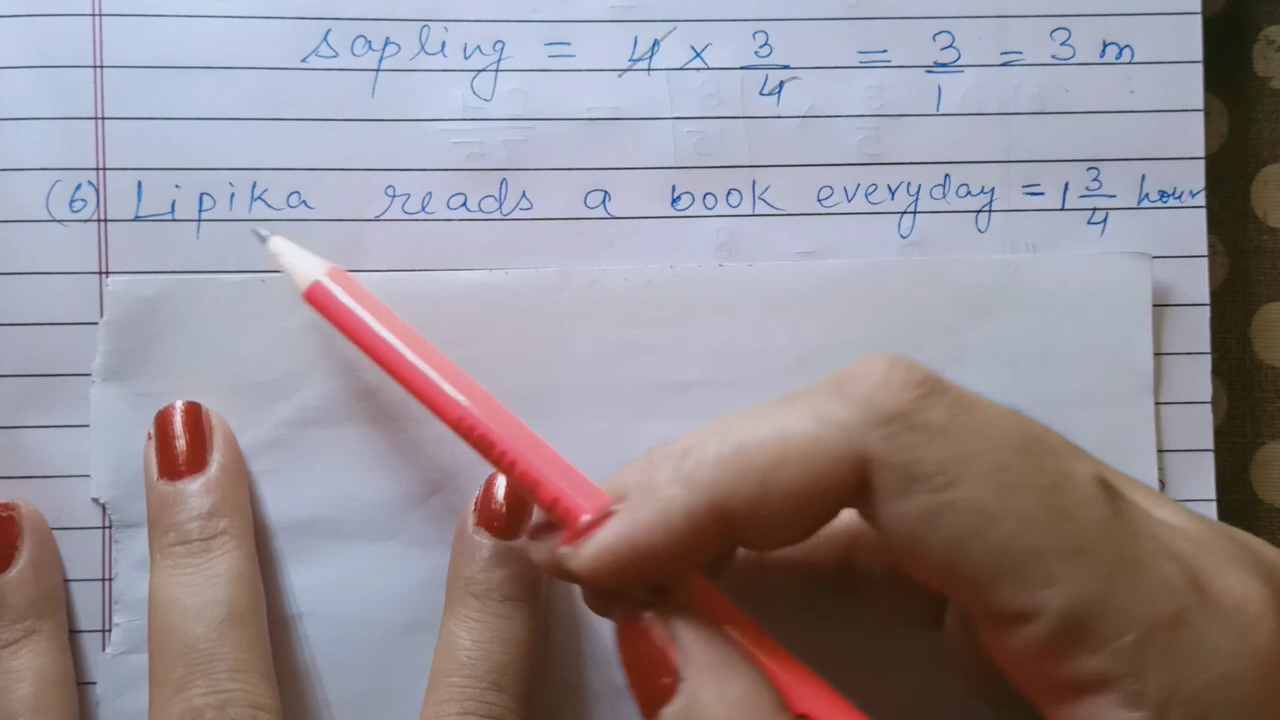 sapling = 4 × 3/4 = 3/1 = 3 m
(6) Lipika reads a book everyday = 1 3/4 hour